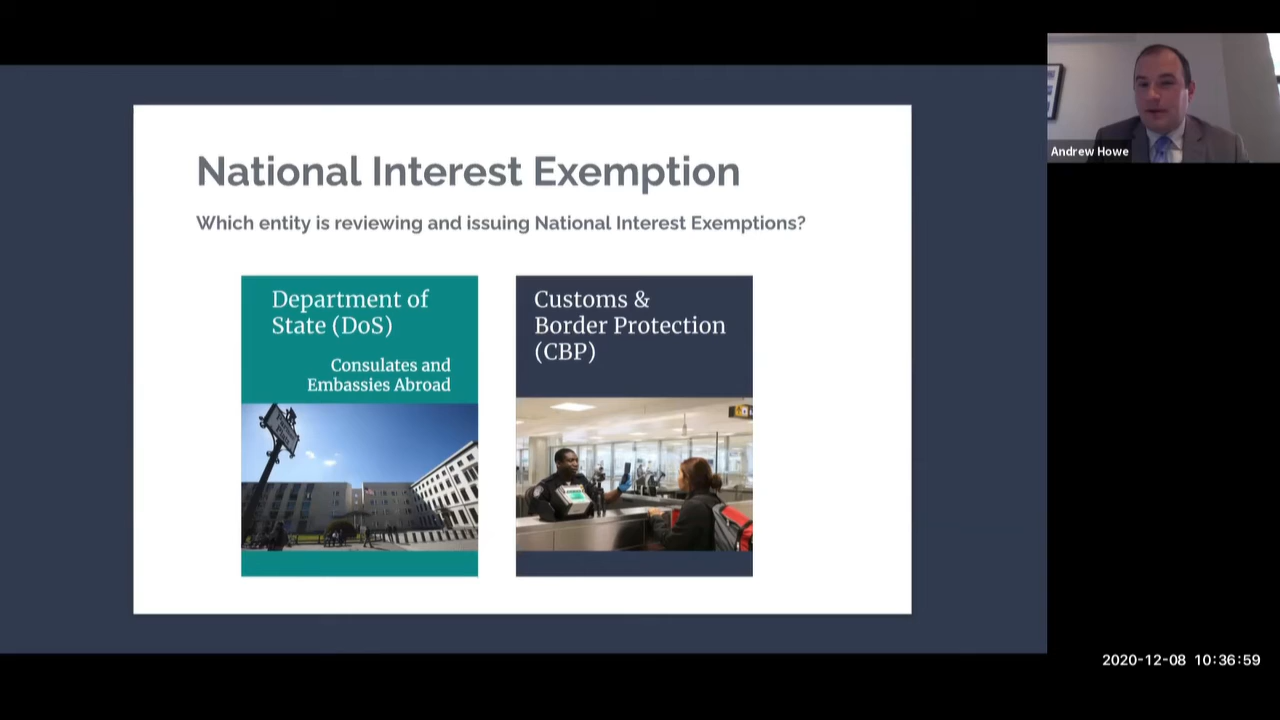 National Interest Exemption
Which entity is reviewing and issuing National Interest Exemptions?
Department of
State (DoS)
Consulates and
Embassies Abroad
Customs &
Border Protection
(CBP)
Andrew Howe
2020-12-08 10:36:59